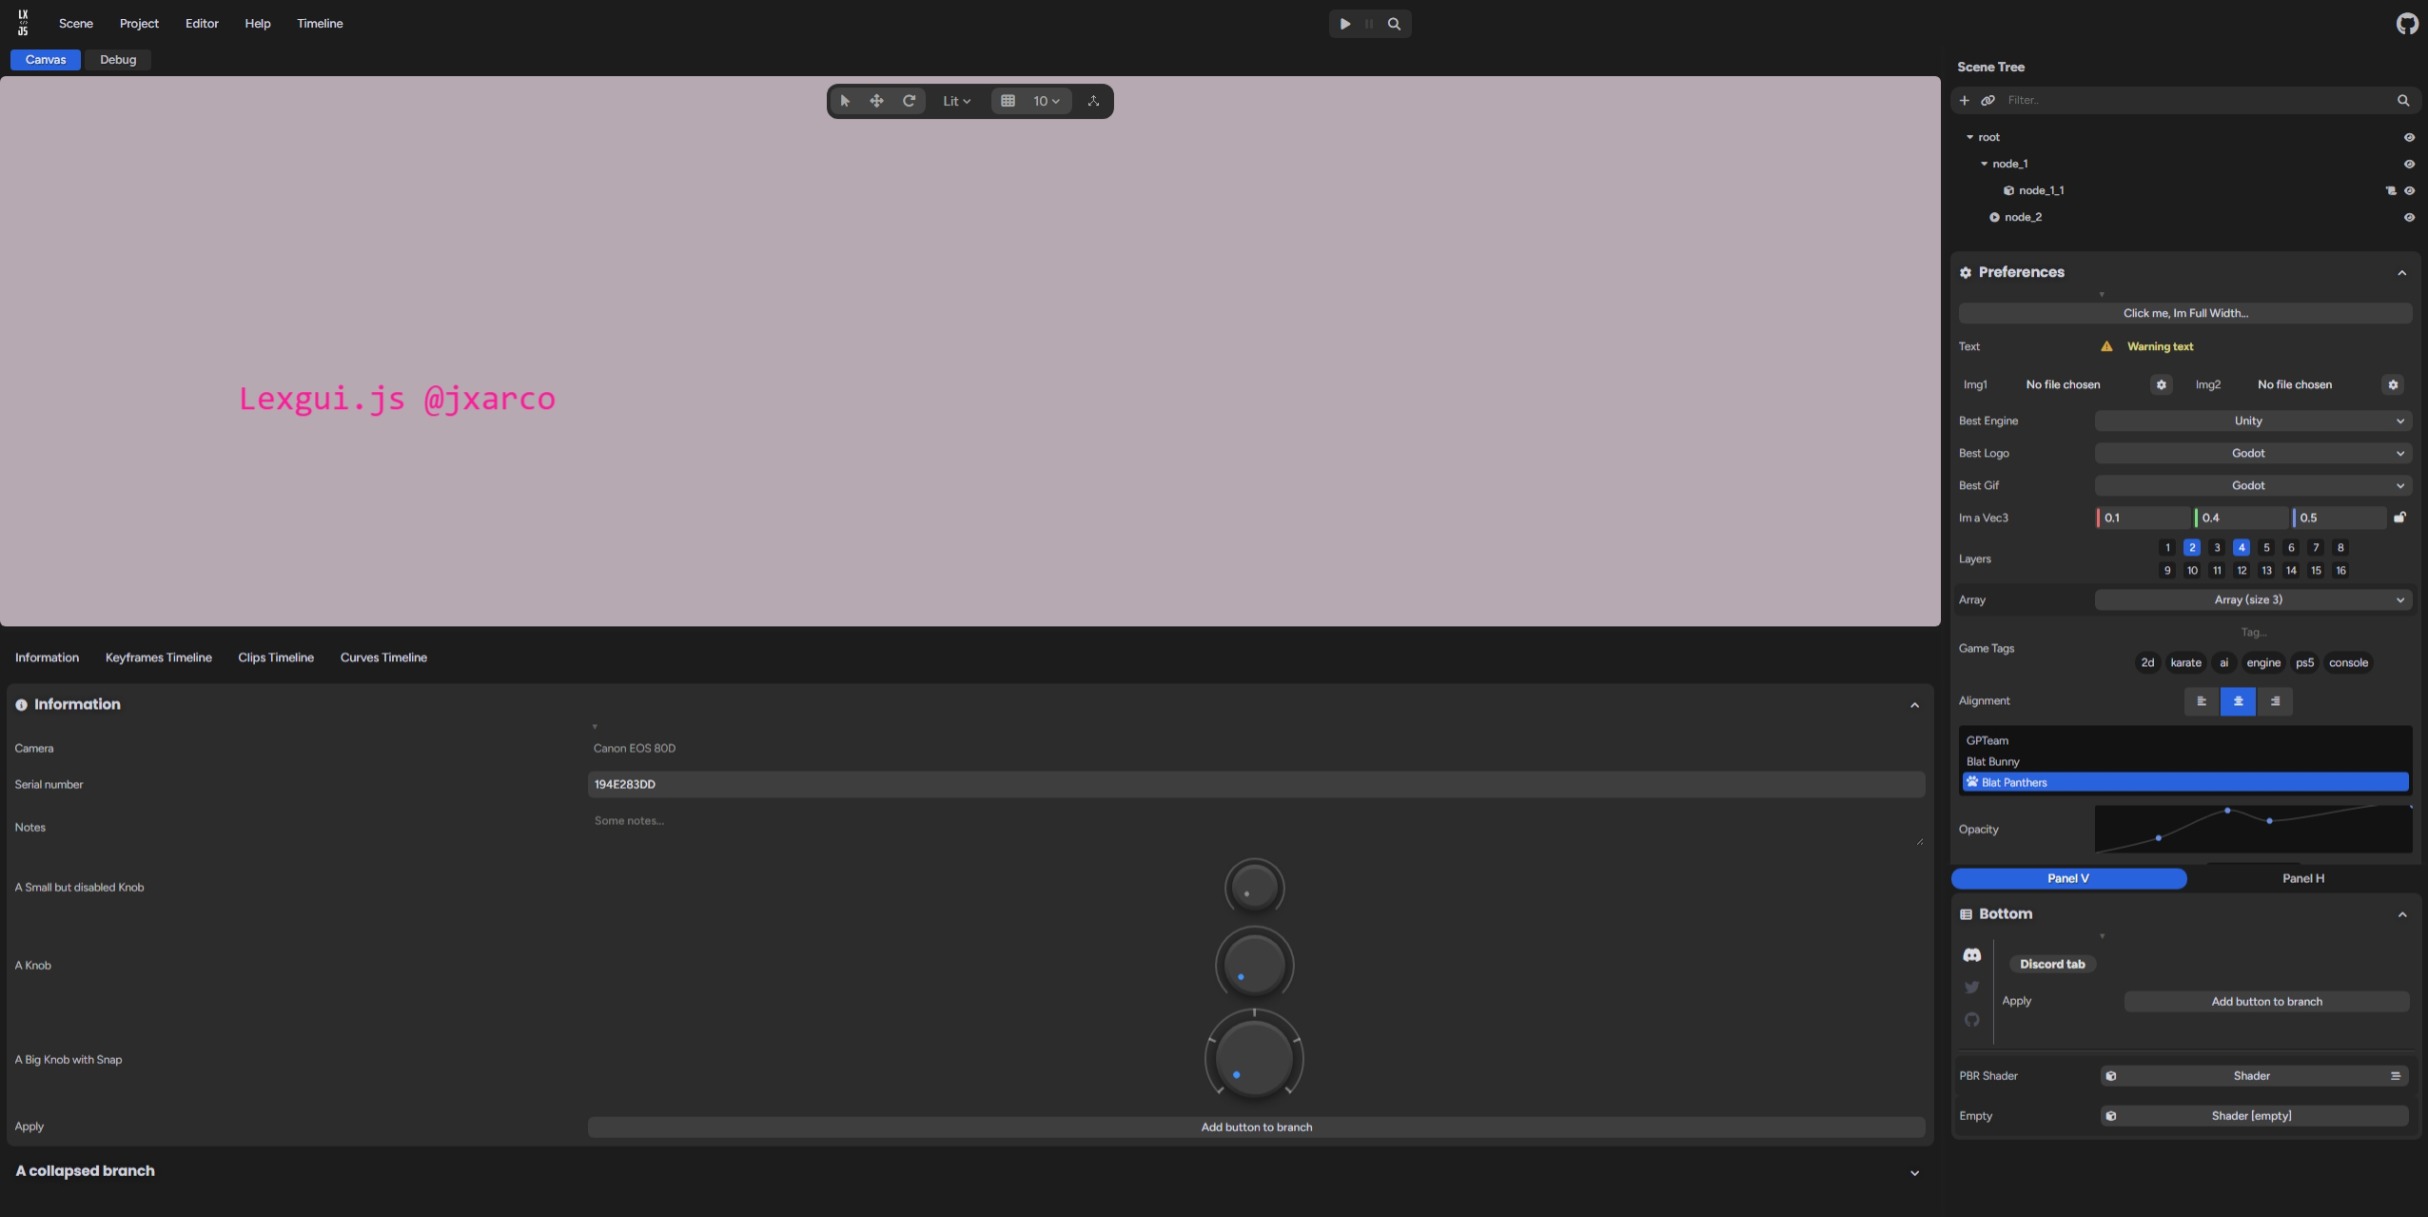 LX
</>
JS
Scene Project Editor Help Timeline
Canvas Debug
Lit 10
Lexgui.js @jxarco
Scene Tree
Filter..
root
node_1
node_1_1
node_2
Preferences
Click me, Im Full Width...
Text Warning text
Img1 No file chosen Img2 No file chosen
Best Engine Unity
Best Logo Godot
Best Gif Godot
Im a Vec3 0.1 0.4 0.5
Layers
1 2 3 4 5 6 7 8
9 10 11 12 13 14 15 16
Array Array (size 3)
Tag...
Game Tags
2d karate ai engine ps5 console
Alignment
GPTeam
Blat Bunny
Blat Panthers
Opacity
Panel V Panel H
Bottom
Discord tab
Apply Add button to branch
PBR Shader Shader
Empty Shader [empty]
Information Keyframes Timeline Clips Timeline Curves Timeline
Information
Camera Canon EOS 80D
Serial number 194E283DD
Notes Some notes...
A Small but disabled Knob
A Knob
A Big Knob with Snap
Apply Add button to branch
A collapsed branch